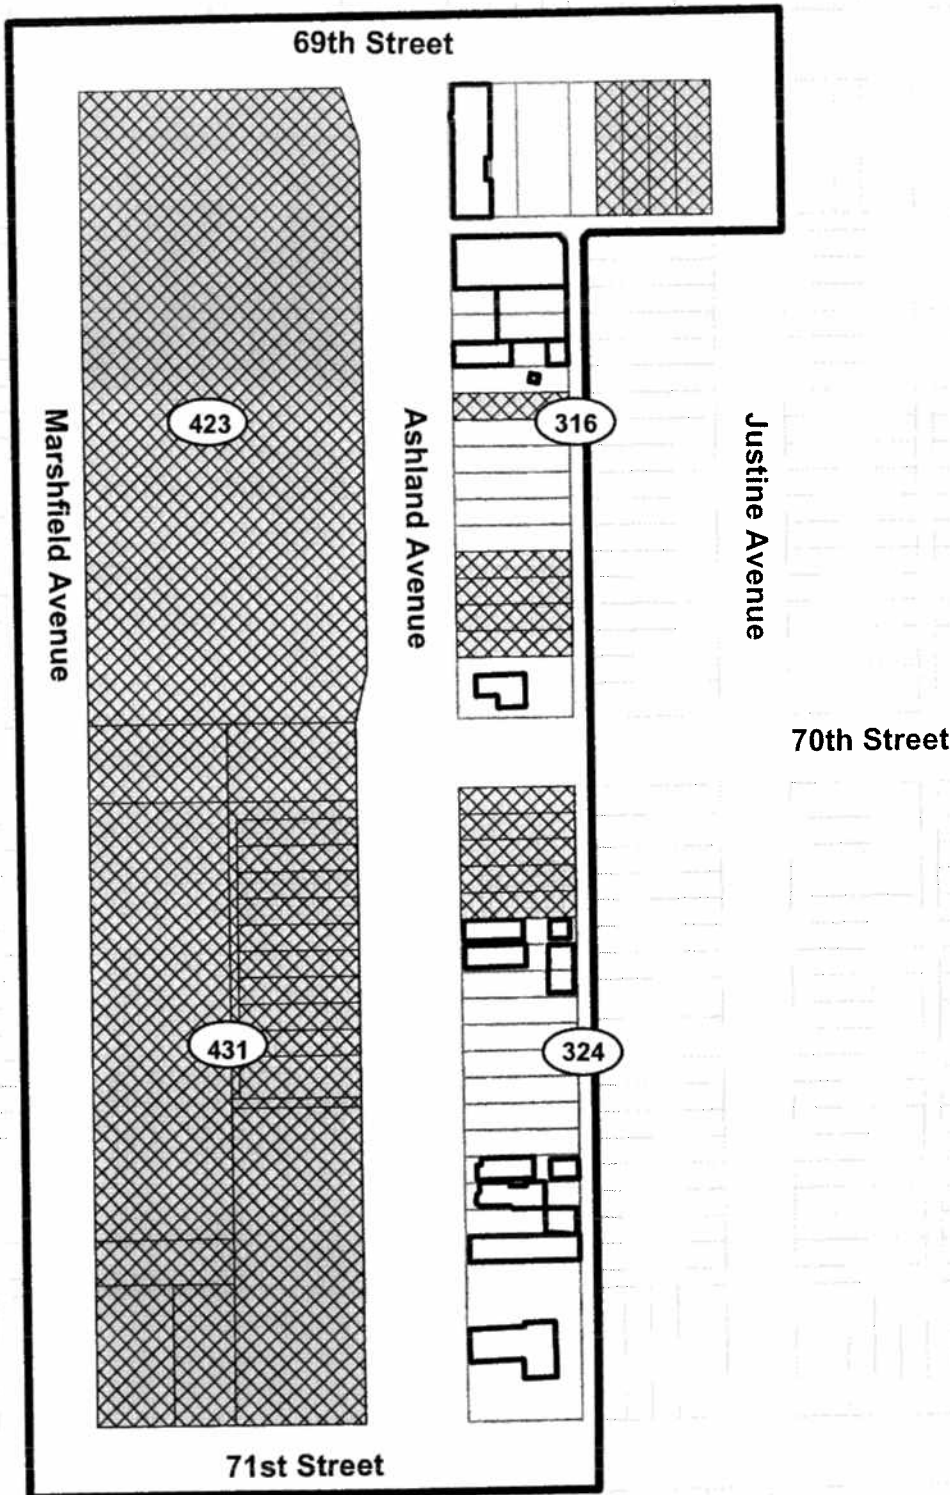 69th Street
423
316
Marshfield Avenue
Ashland Avenue
Justine Avenue
70th Street
431
324
71st Street